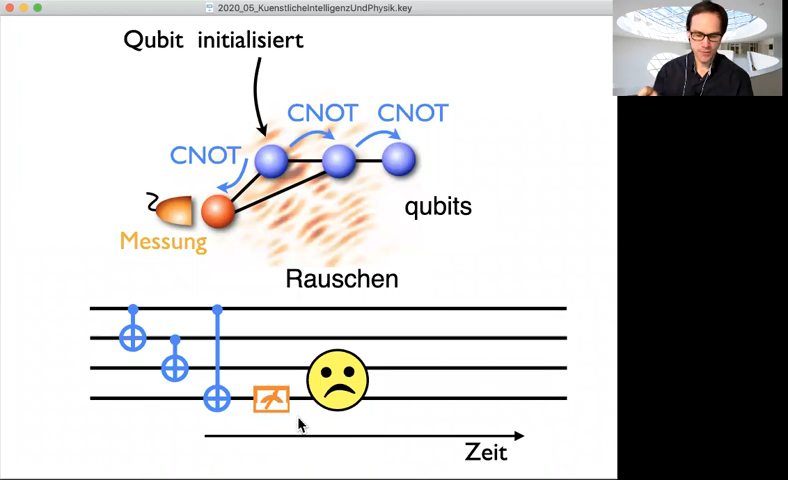 2020_05_KuenstlicheIntelligenzUndPhysik.key
Qubit initialisiert
CNOT CNOT
CNOT
qubits
Messung
Rauschen
Zeit